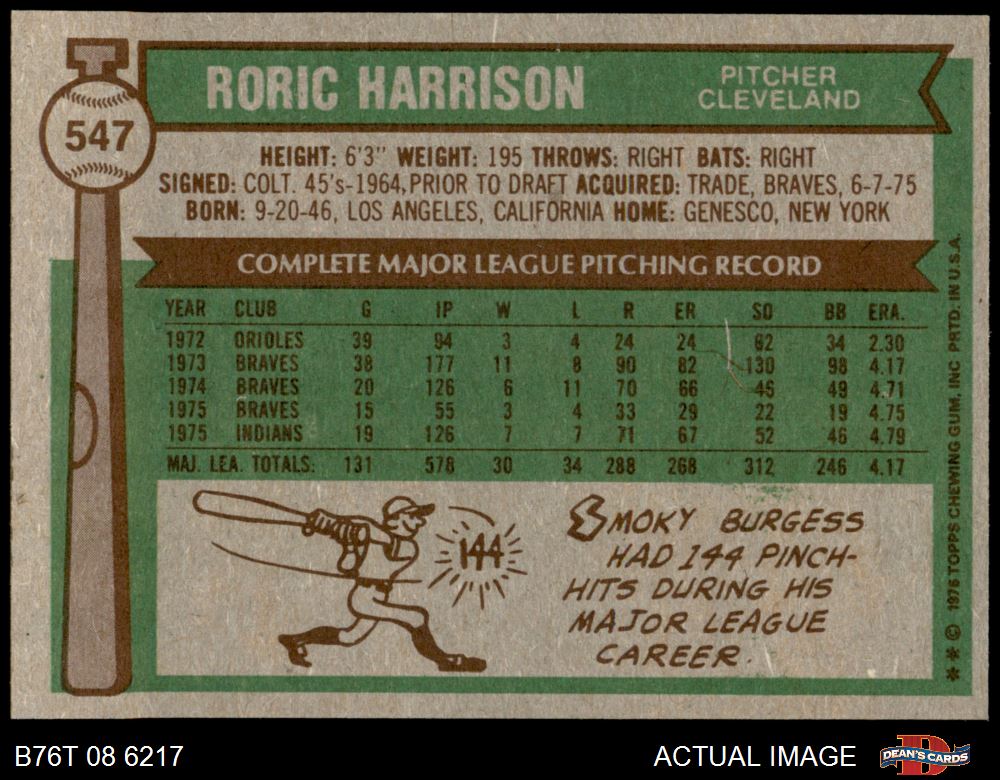 547
RORIC HARRISON
PITCHER
CLEVELAND
HEIGHT: 6'3" WEIGHT: 195 THROWS: RIGHT BATS: RIGHT
SIGNED: COLT. 45's-1964, PRIOR TO DRAFT ACQUIRED: TRADE, BRAVES, 6-7-75
BORN: 9-20-46, LOS ANGELES, CALIFORNIA HOME: GENESCO, NEW YORK
COMPLETE MAJOR LEAGUE PITCHING RECORD
YEAR CLUB G IP W L R ER SO BB ERA.
1972 ORIOLES 39 94 3 4 24 24 62 34 2.30
1973 BRAVES 38 177 11 8 90 82 130 98 4.17
1974 BRAVES 20 126 6 11 70 66 46 49 4.71
1975 BRAVES 15 55 3 4 33 29 22 19 4.75
1975 INDIANS 19 126 7 7 71 67 52 46 4.79
MAJ. LEA. TOTALS: 131 578 30 34 288 268 312 246 4.17
144
SMOKY BURGESS
HAD 144 PINCH-
HITS DURING HIS
MAJOR LEAGUE
CAREER.
** © 1976 TOPPS CHEWING GUM, INC PRTD. IN U.S.A.
B76T 08 6217
ACTUAL IMAGE
D
DEAN'S CARDS